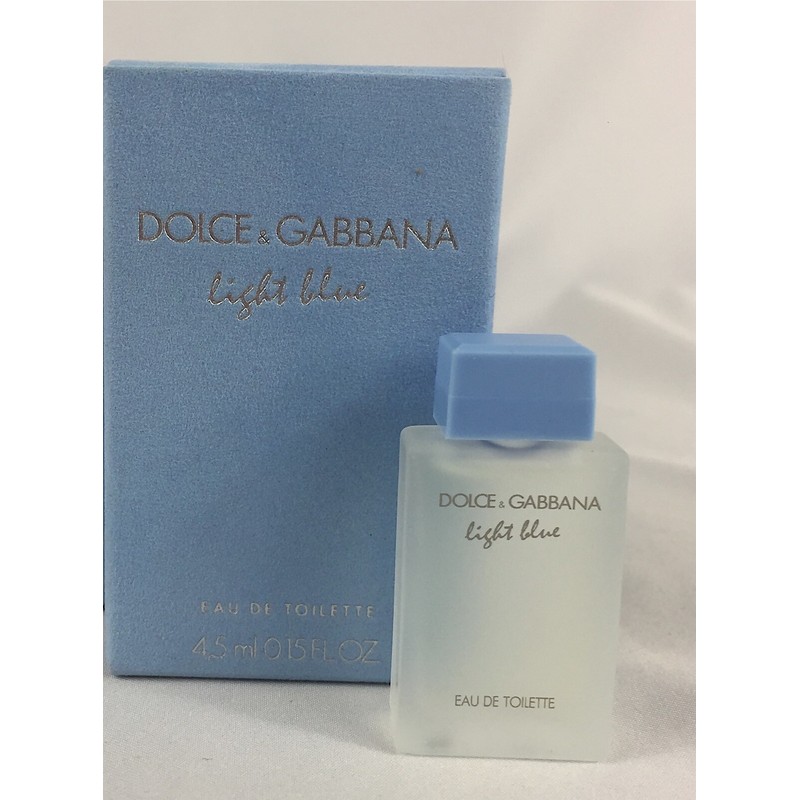 DOLCE & GABBANA
light blue
EAU DE TOILETTE
4,5 ml 0.15 FL.OZ
DOLCE & GABBANA
light blue
EAU DE TOILETTE